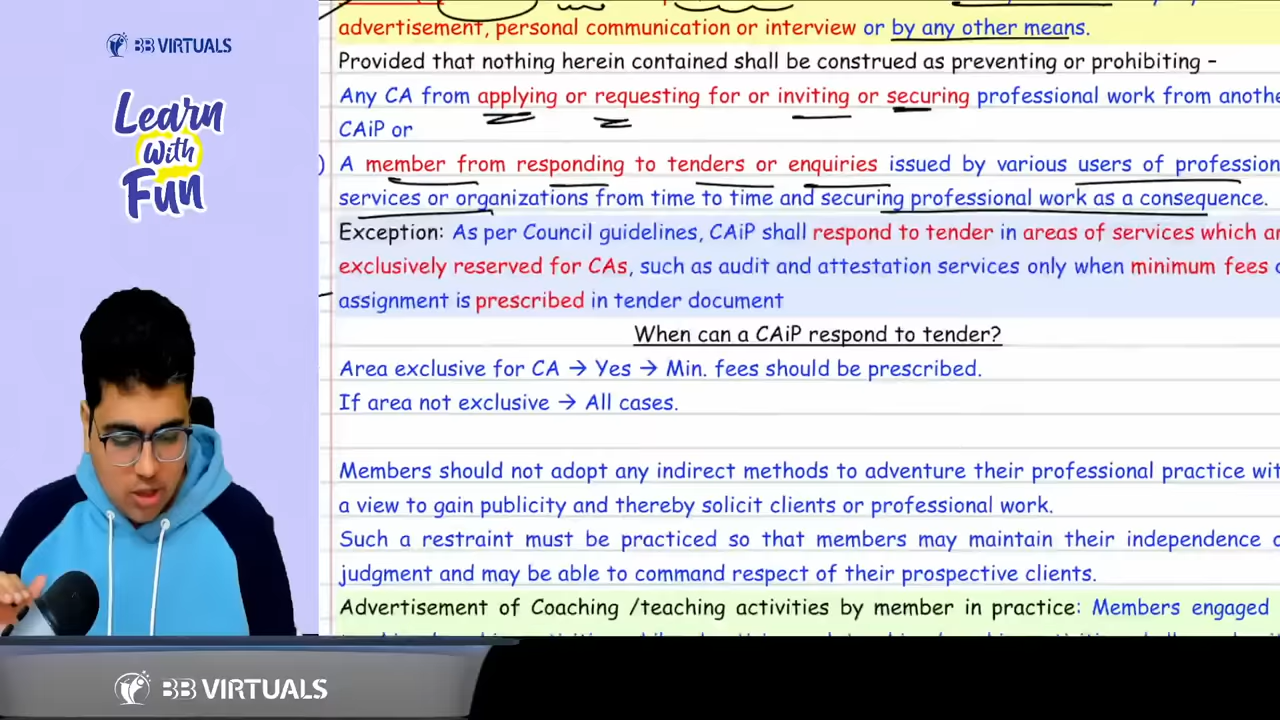 BB VIRTUALS
Learn
With
Fun
advertisement, personal communication or interview or by any other means.
Provided that nothing herein contained shall be construed as preventing or prohibiting –
Any CA from applying or requesting for or inviting or securing professional work from
CAiP or
) A member from responding to tenders or enquiries issued by various users of
services or organizations from time to time and securing professional work as a consequence.
Exception: As per Council guidelines, CAiP shall respond to tender in areas of services which
exclusively reserved for CAs, such as audit and attestation services only when minimum fees
assignment is prescribed in tender document
When can a CAiP respond to tender?
Area exclusive for CA → Yes → Min. fees should be prescribed.
If area not exclusive → All cases.
Members should not adopt any indirect methods to adventure their professional practice
a view to gain publicity and thereby solicit clients or professional work.
Such a restraint must be practiced so that members may maintain their independence
judgment and may be able to command respect of their prospective clients.
Advertisement of Coaching /teaching activities by member in practice: Members engaged
BB VIRTUALS